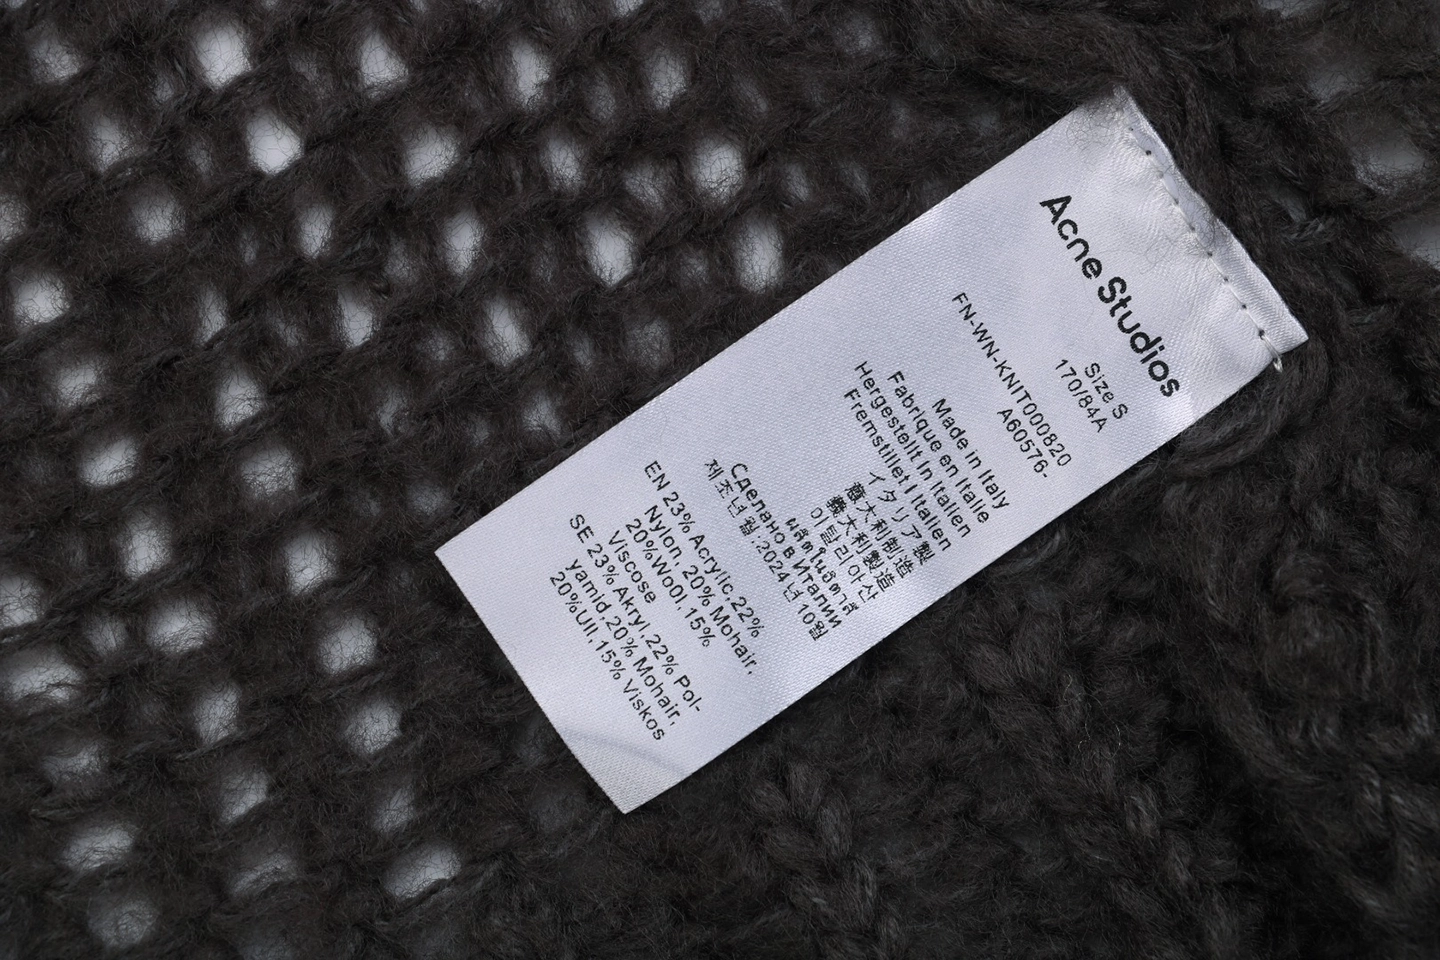 Acne Studios
Size S
170/84A
A60576-
FN-WN-KNIT000820
Made in Italy
Fabriqué en Italie
Hergestellt in Italien
Fremstillet I Italien
イタリア製
意大利制造
義大利製造
이탈리아산
ผลิตในอิตาลี
Сделано в Италии
제조년월:2024년10월
EN 23% Acrylic,22%
Nylon, 20% Mohair,
20%WoOl,15%
Viscose
SE 23% Akryl,22% Pol-
yamid,20% Mohair,
20%Ull,15% Viskos